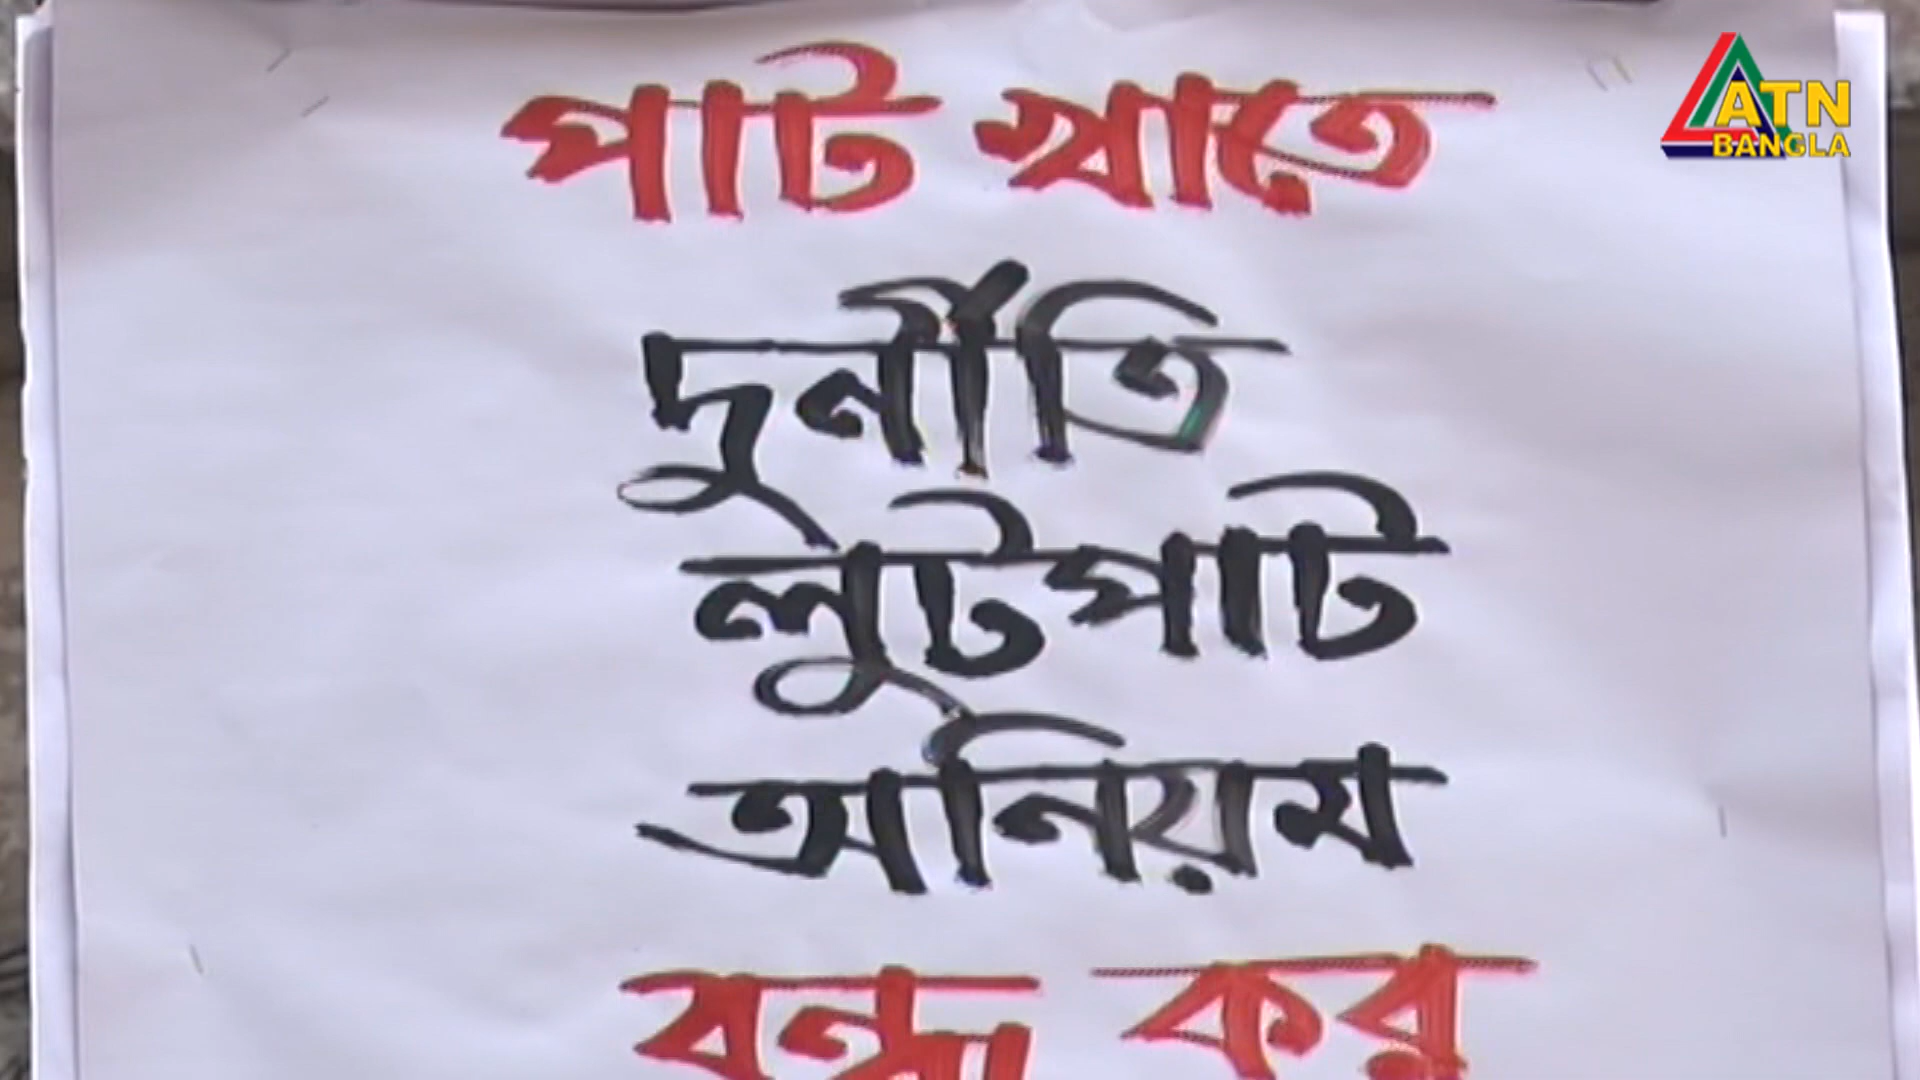 পাট খাতে
ATN
BANGLA
দুর্নীতি
লুটপাট
অনিয়ম
বন্ধ কর